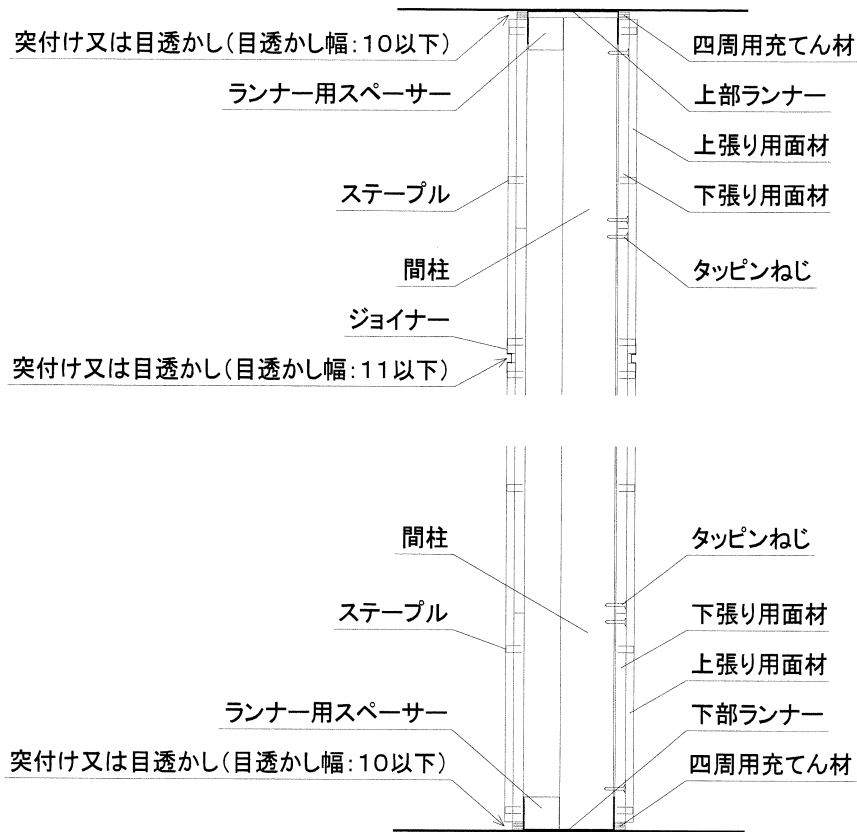 突付け又は目透かし(目透かし幅:10以下)
四周用充てん材
ランナー用スペーサー
上部ランナー
上張り用面材
ステープル
下張り用面材
間柱
タッピンねじ
ジョイナー
突付け又は目透かし(目透かし幅:11以下)
間柱
タッピンねじ
ステープル
下張り用面材
上張り用面材
ランナー用スペーサー
下部ランナー
突付け又は目透かし(目透かし幅:10以下)
四周用充てん材